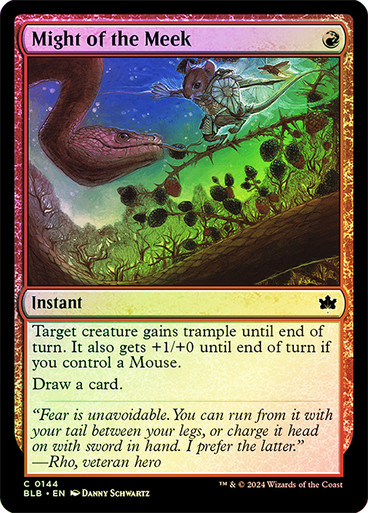 Might of the Meek
Instant
Target creature gains trample until end of
turn. It also gets +1/+0 until end of turn if
you control a Mouse.
Draw a card.
“Fear is unavoidable. You can run from it with
your tail between your legs, or charge it head
on with sword in hand. I prefer the latter.”
—Rho, veteran hero
C 0144
BLB • EN Danny Schwartz
™ & © 2024 Wizards of the Coast